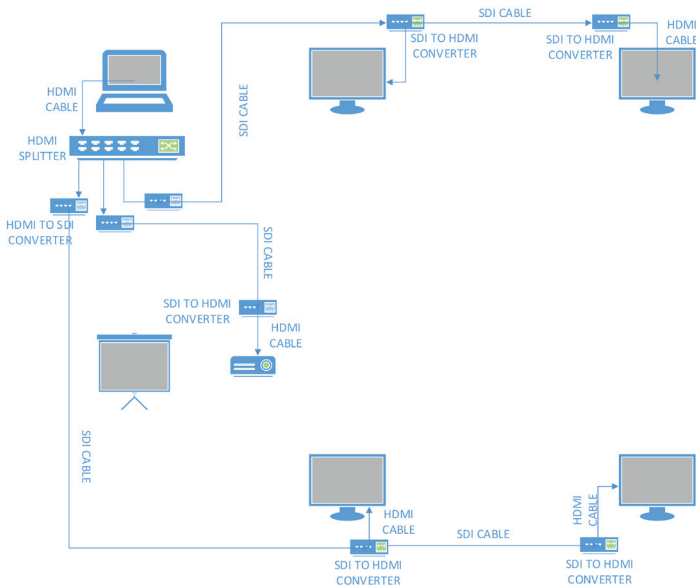 SDI CABLE
HDMI
CABLE
SDI TO HDMI
CONVERTER
SDI TO HDMI
CONVERTER
HDMI
CABLE
SDI CABLE
HDMI
SPLITTER
HDMI TO SDI
CONVERTER
SDI CABLE
SDI TO HDMI
CONVERTER
HDMI
CABLE
SDI CABLE
HDMI
CABLE
HDMI
CABLE
SDI CABLE
SDI TO HDMI
CONVERTER
SDI TO HDMI
CONVERTER